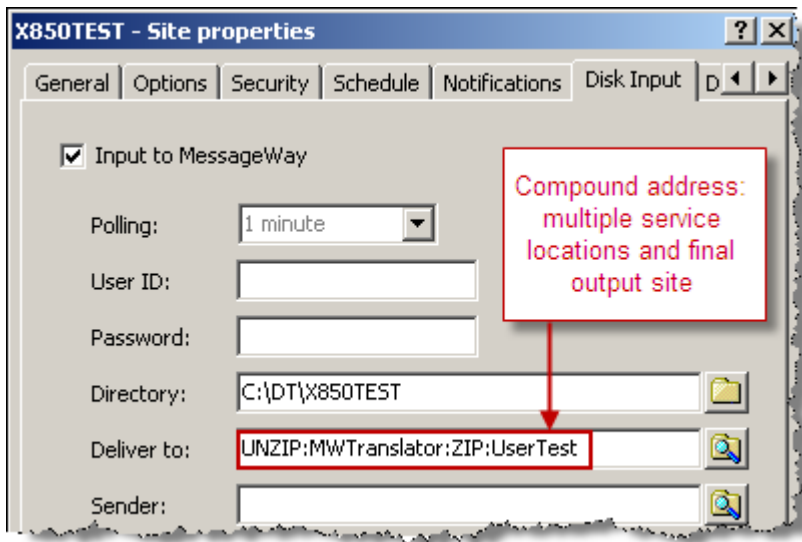 X850TEST - Site properties
General Options Security Schedule Notifications Disk Input D
Input to MessageWay
Compound address:
multiple service
locations and final
output site
Polling: 1 minute
User ID:
Password:
Directory: C:\DT\X850TEST
Deliver to: UNZIP:MWTranslator:ZIP:UserTest
Sender: